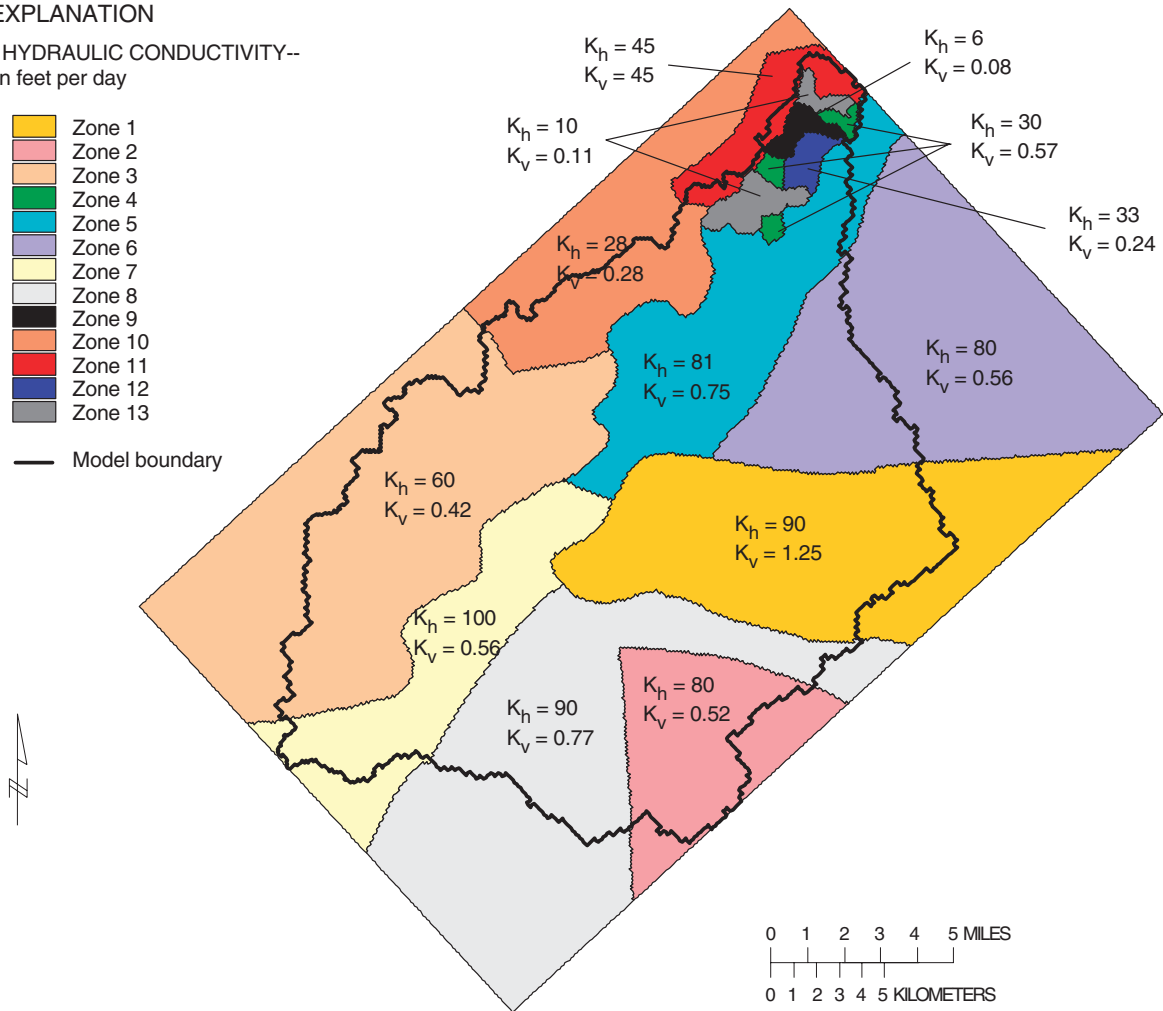 EXPLANATION
HYDRAULIC CONDUCTIVITY--
n feet per day
Zone 1
Zone 2
Zone 3
Zone 4
Zone 5
Zone 6
Zone 7
Zone 8
Zone 9
Zone 10
Zone 11
Zone 12
Zone 13
Model boundary
Kh = 45
Kv = 45
Kh = 6
Kv = 0.08
Kh = 10
Kv = 0.11
Kh = 30
Kv = 0.57
Kh = 33
Kv = 0.24
Kh = 28
Kv = 0.28
Kh = 81
Kv = 0.75
Kh = 80
Kv = 0.56
Kh = 60
Kv = 0.42
Kh = 90
Kv = 1.25
Kh = 100
Kv = 0.56
Kh = 80
Kv = 0.52
Kh = 90
Kv = 0.77
N
0 1 2 3 4 5 MILES
0 1 2 3 4 5 KILOMETERS